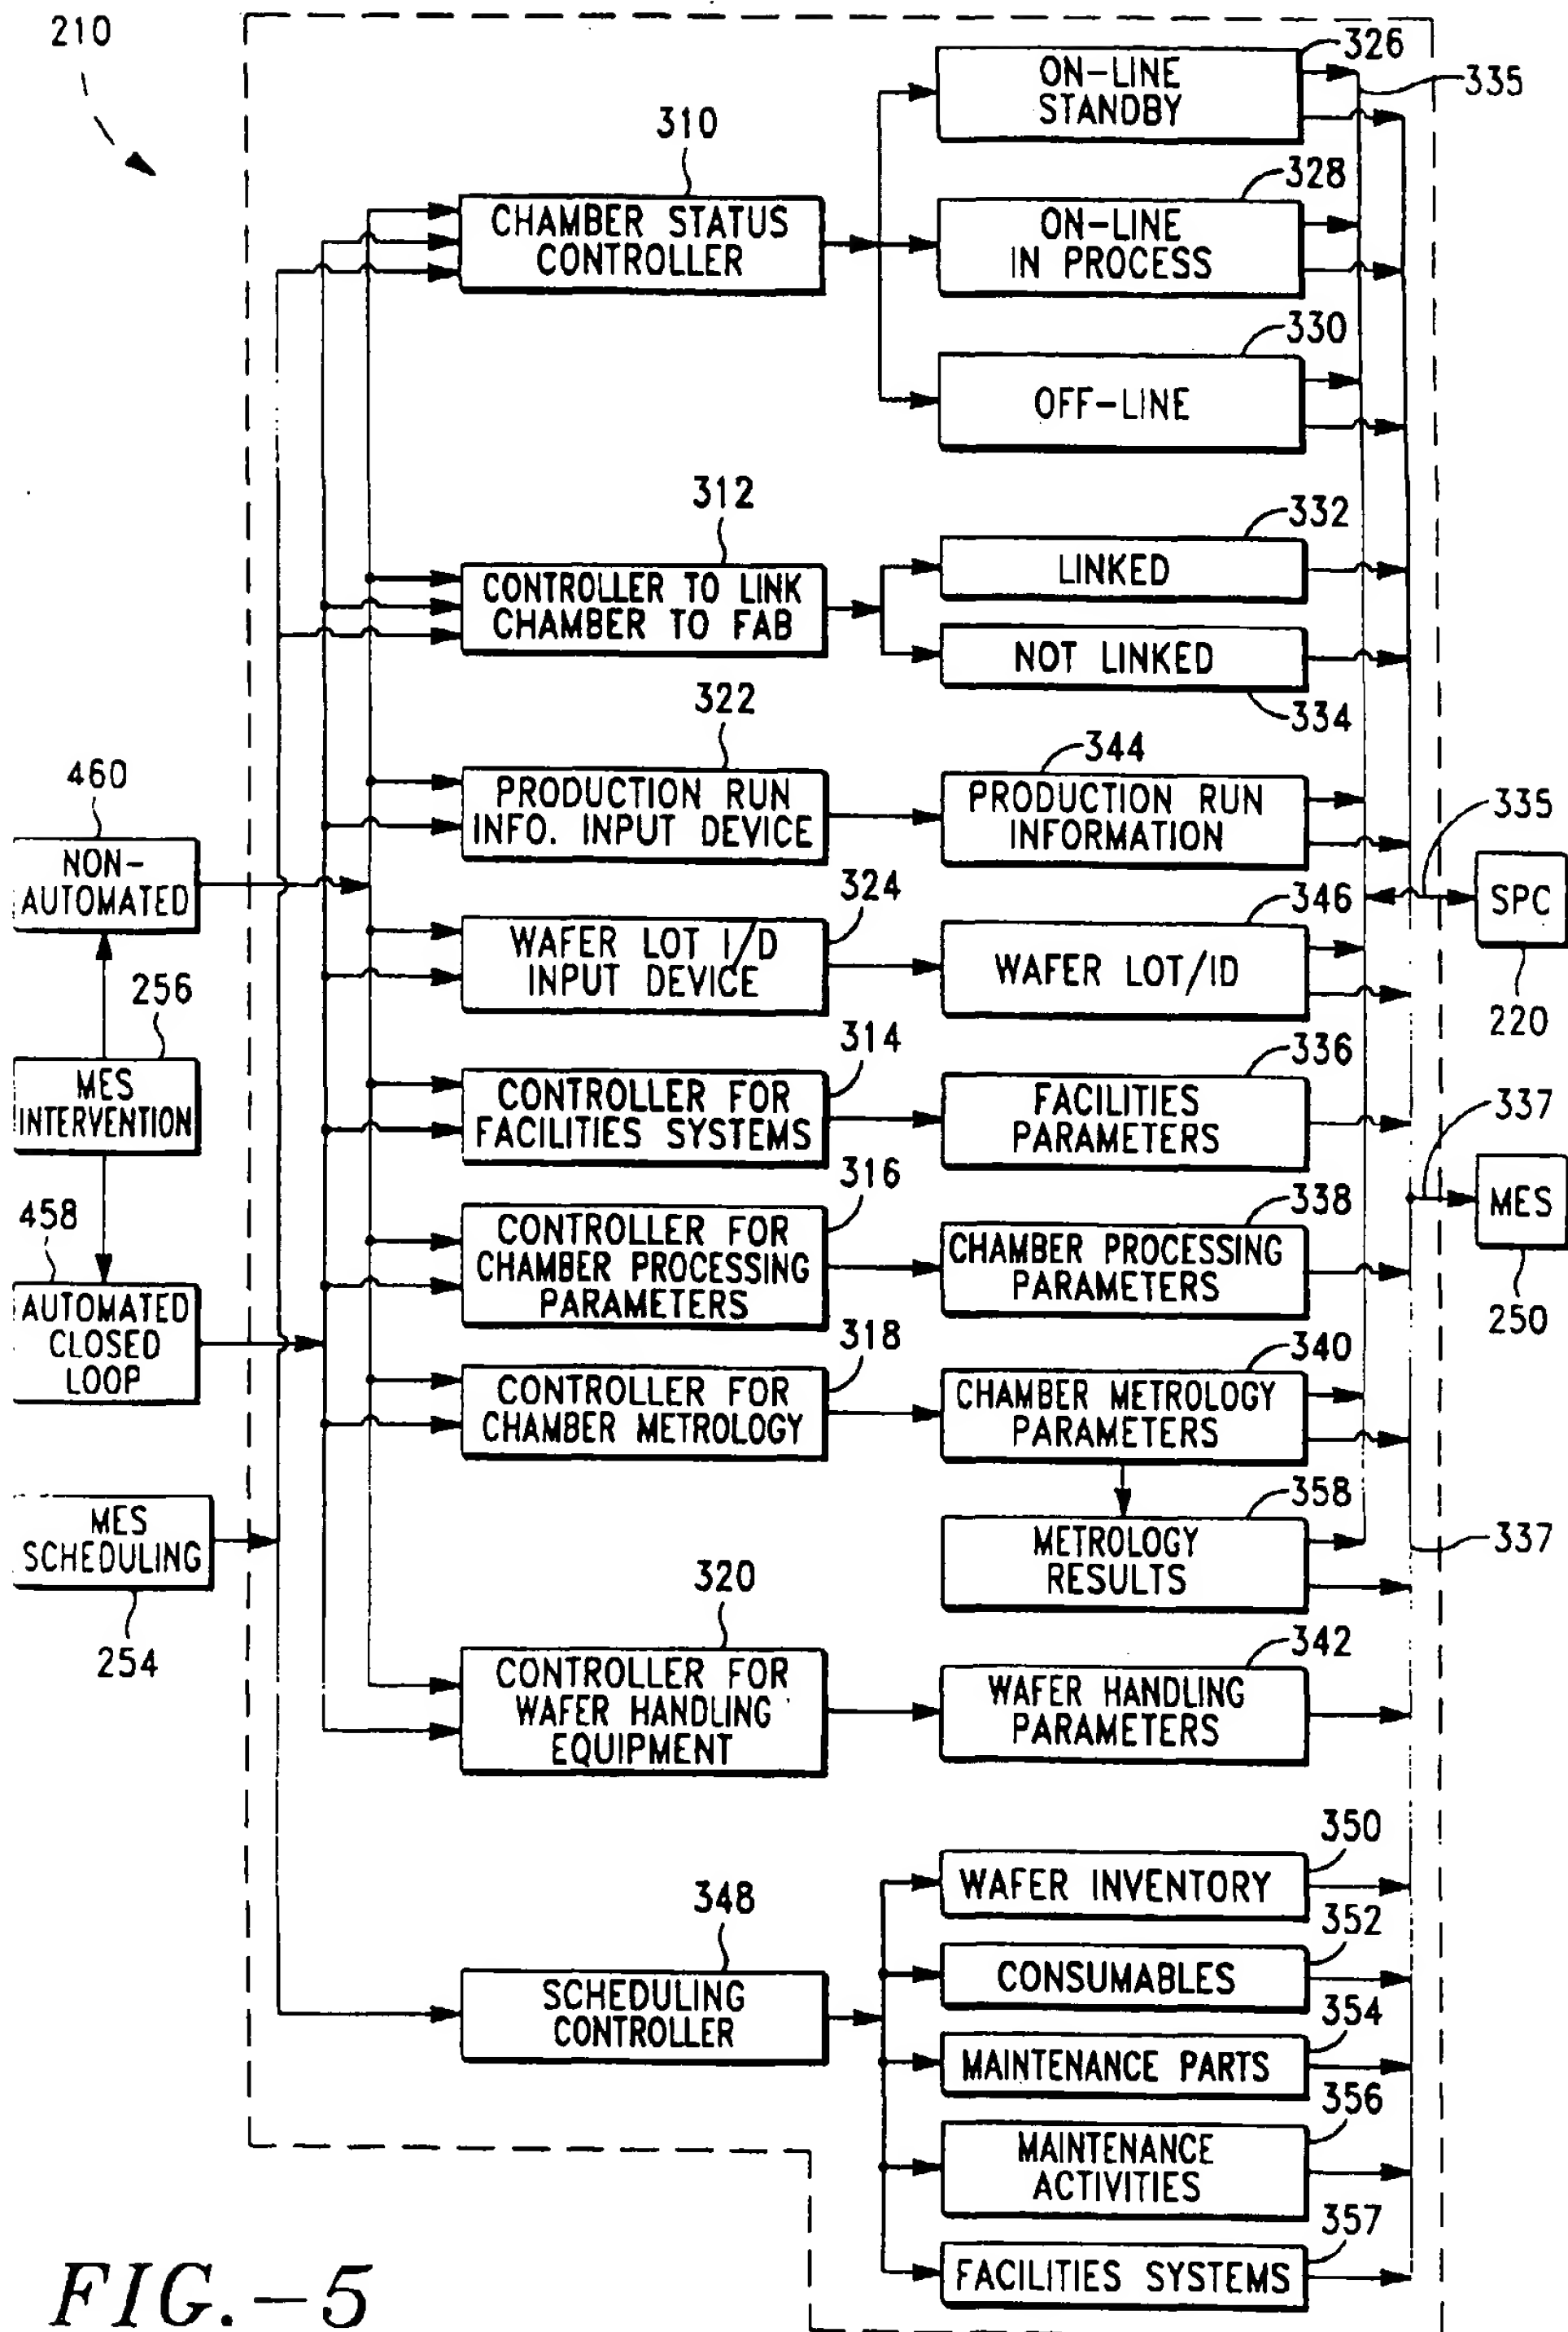 210
326
ON-LINE
STANDBY
335
310
CHAMBER STATUS
CONTROLLER
328
ON-LINE
IN PROCESS
330
OFF-LINE
312
CONTROLLER TO LINK
CHAMBER TO FAB
332
LINKED
NOT LINKED
334
322
PRODUCTION RUN
INFO. INPUT DEVICE
344
PRODUCTION RUN
INFORMATION
460
NON-
AUTOMATED
335
SPC
220
324
WAFER LOT I/D
INPUT DEVICE
346
WAFER LOT/ID
256
MES
INTERVENTION
314
CONTROLLER FOR
FACILITIES SYSTEMS
336
FACILITIES
PARAMETERS
337
MES
250
316
CONTROLLER FOR
CHAMBER PROCESSING
PARAMETERS
338
CHAMBER PROCESSING
PARAMETERS
458
AUTOMATED
CLOSED
LOOP
318
CONTROLLER FOR
CHAMBER METROLOGY
340
CHAMBER METROLOGY
PARAMETERS
358
METROLOGY
RESULTS
337
MES
SCHEDULING
254
320
CONTROLLER FOR
WAFER HANDLING
EQUIPMENT
342
WAFER HANDLING
PARAMETERS
348
SCHEDULING
CONTROLLER
350
WAFER INVENTORY
352
CONSUMABLES
354
MAINTENANCE PARTS
356
MAINTENANCE
ACTIVITIES
357
FACILITIES SYSTEMS
FIG.-5